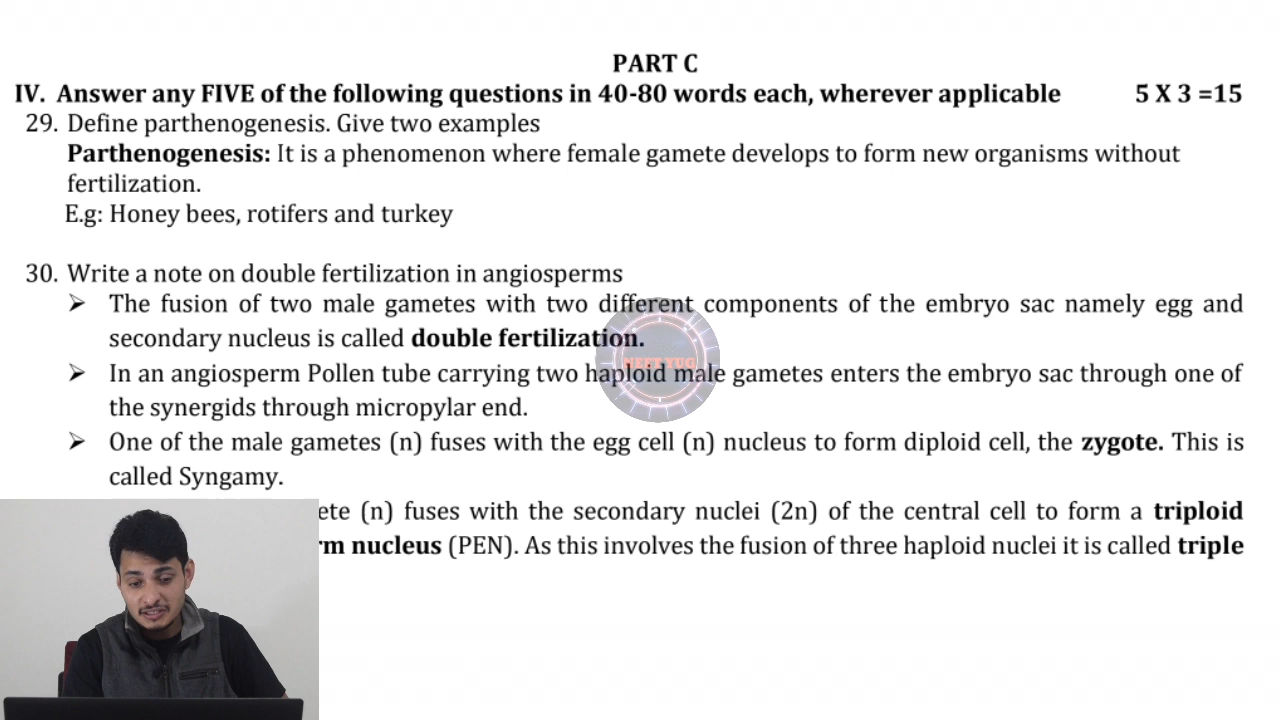 PART C
IV. Answer any FIVE of the following questions in 40-80 words each, wherever applicable 5 X 3 =15
29. Define parthenogenesis. Give two examples
Parthenogenesis: It is a phenomenon where female gamete develops to form new organisms without
fertilization.
E.g: Honey bees, rotifers and turkey
30. Write a note on double fertilization in angiosperms
➢ The fusion of two male gametes with two different components of the embryo sac namely egg and
secondary nucleus is called double fertilization.
➢ In an angiosperm Pollen tube carrying two haploid male gametes enters the embryo sac through one of
the synergids through micropylar end.
➢ One of the male gametes (n) fuses with the egg cell (n) nucleus to form diploid cell, the zygote. This is
called Syngamy.
(n) fuses with the secondary nuclei (2n) of the central cell to form a triploid
nucleus (PEN). As this involves the fusion of three haploid nuclei it is called triple
NEET YUG